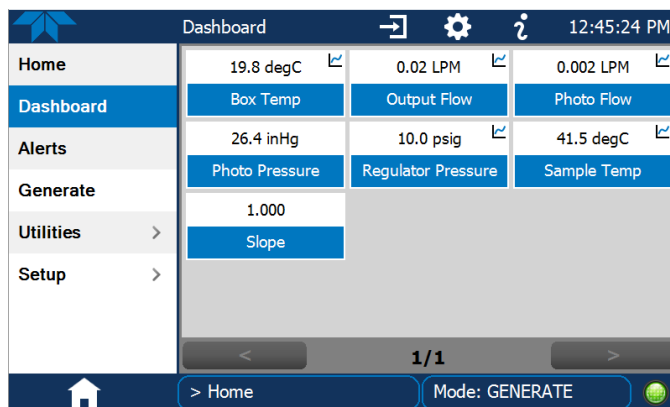 Dashboard 12:45:24 PM
Home
Dashboard
Alerts
Generate
Utilities >
Setup >
19.8 degC 0.02 LPM 0.002 LPM
Box Temp Output Flow Photo Flow
26.4 inHg 10.0 psig 41.5 degC
Photo Pressure Regulator Pressure Sample Temp
1.000
Slope
< 1/1 >
> Home Mode: GENERATE